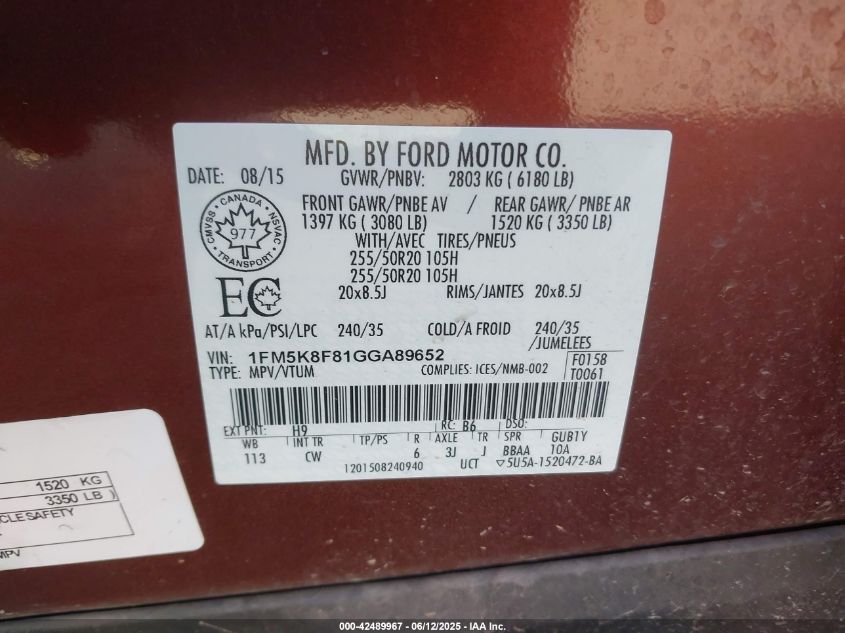 MFD. BY FORD MOTOR CO.
DATE: 08/15 GVWR/PNBV: 2803 KG ( 6180 LB)
FRONT GAWR/PNBE AV / REAR GAWR/ PNBE AR
1397 KG ( 3080 LB) 1520 KG ( 3350 LB)
WITH/AVEC TIRES/PNEUS
255/50R20 105H
255/50R20 105H
20x8.5J RIMS/JANTES 20x8.5J
CANADA
CMVSS NSVAC
977
TRANSPORT
EC
AT/A kPa/PSI/LPC 240/35 COLD/A FROID 240/35
/JUMELEES
VIN: 1FM5K8F81GGA89652 F0158
TYPE: MPV/VTUM COMPLIES: ICES/NMB-002 T0061
EXT PNT: H9 RC: B6 DSO:
WB INT TR TP/PS R AXLE TR SPR GUB1Y
113 CW 6 3J J BBAA 10A
1201508240940 UCT ▽5U5A-1520472-BA
1520 KG
3350 LB )
CLE SAFETY
MPV
000-42489967 - 06/12/2025 - IAA Inc.